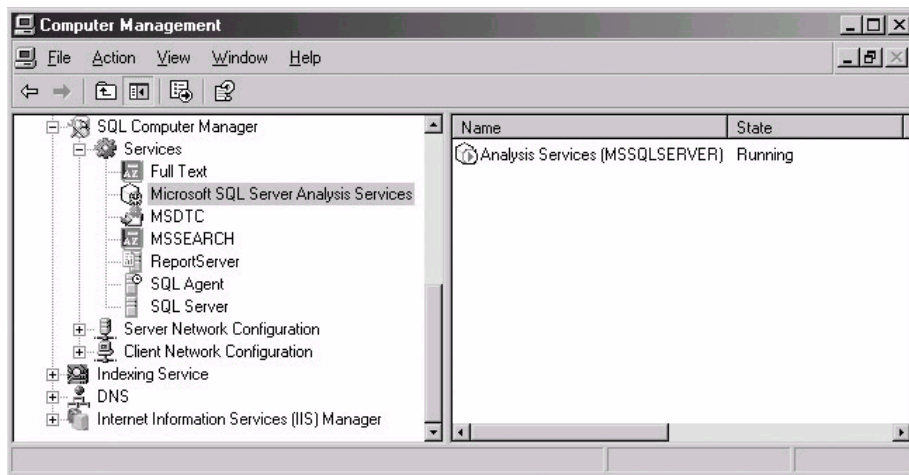 Computer Management
File Action View Window Help
SQL Computer Manager
Services
Full Text
Microsoft SQL Server Analysis Services
MSDTC
MSSEARCH
ReportServer
SQL Agent
SQL Server
Server Network Configuration
Client Network Configuration
Indexing Service
DNS
Internet Information Services (IIS) Manager
Name State
Analysis Services (MSSQLSERVER) Running